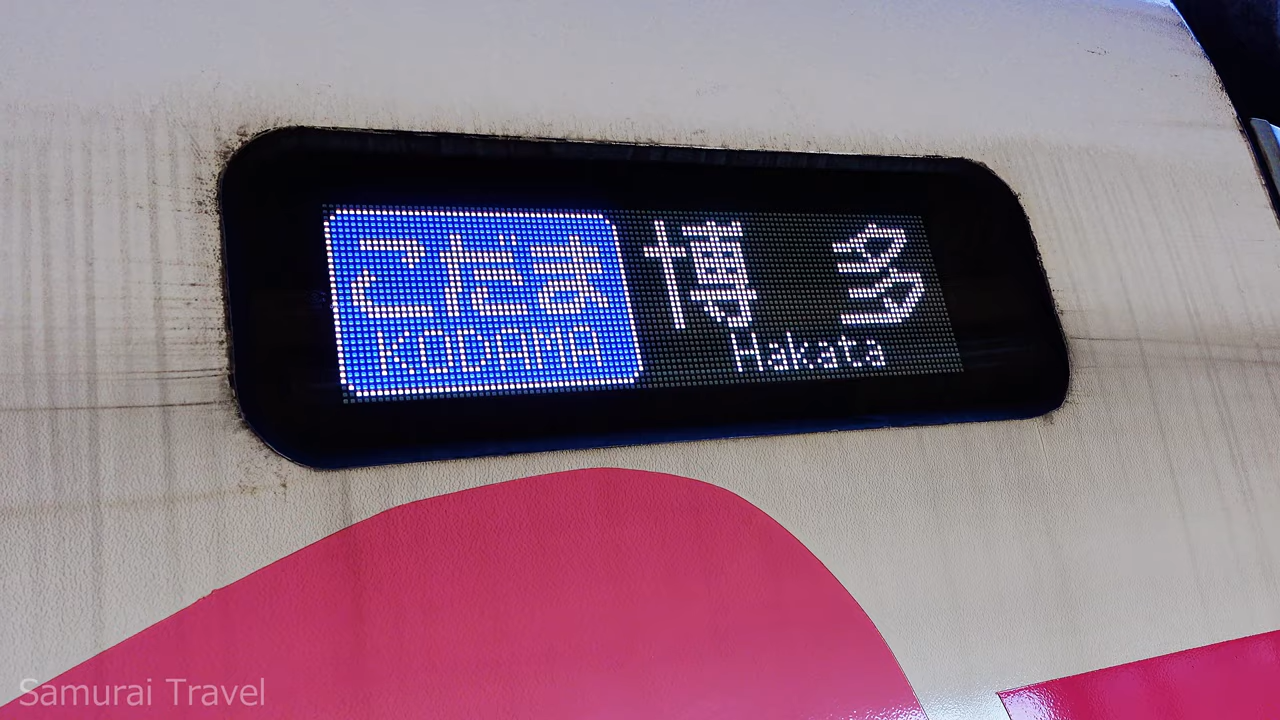 こだま 博多
KODAMA Hakata
Samurai Travel